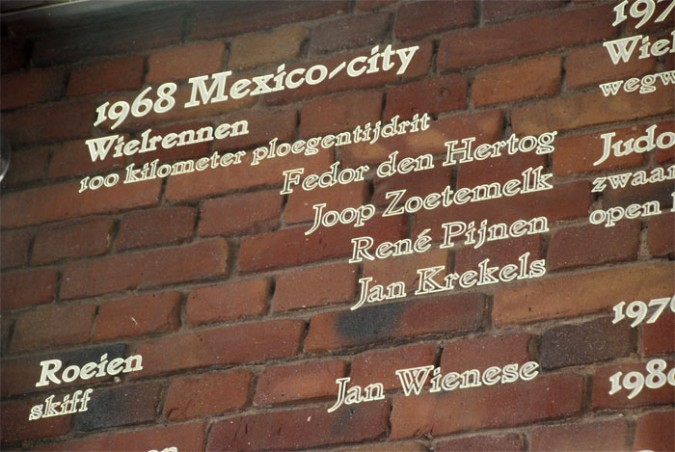 1968 Mexico-city
Wielrennen
100 kilometer ploegentijdrit
Fedor den Hertog
Joop Zoetemelk
René Pijnen
Jan Krekels
Roeien
skiff
Jan Wienese
Judo
open